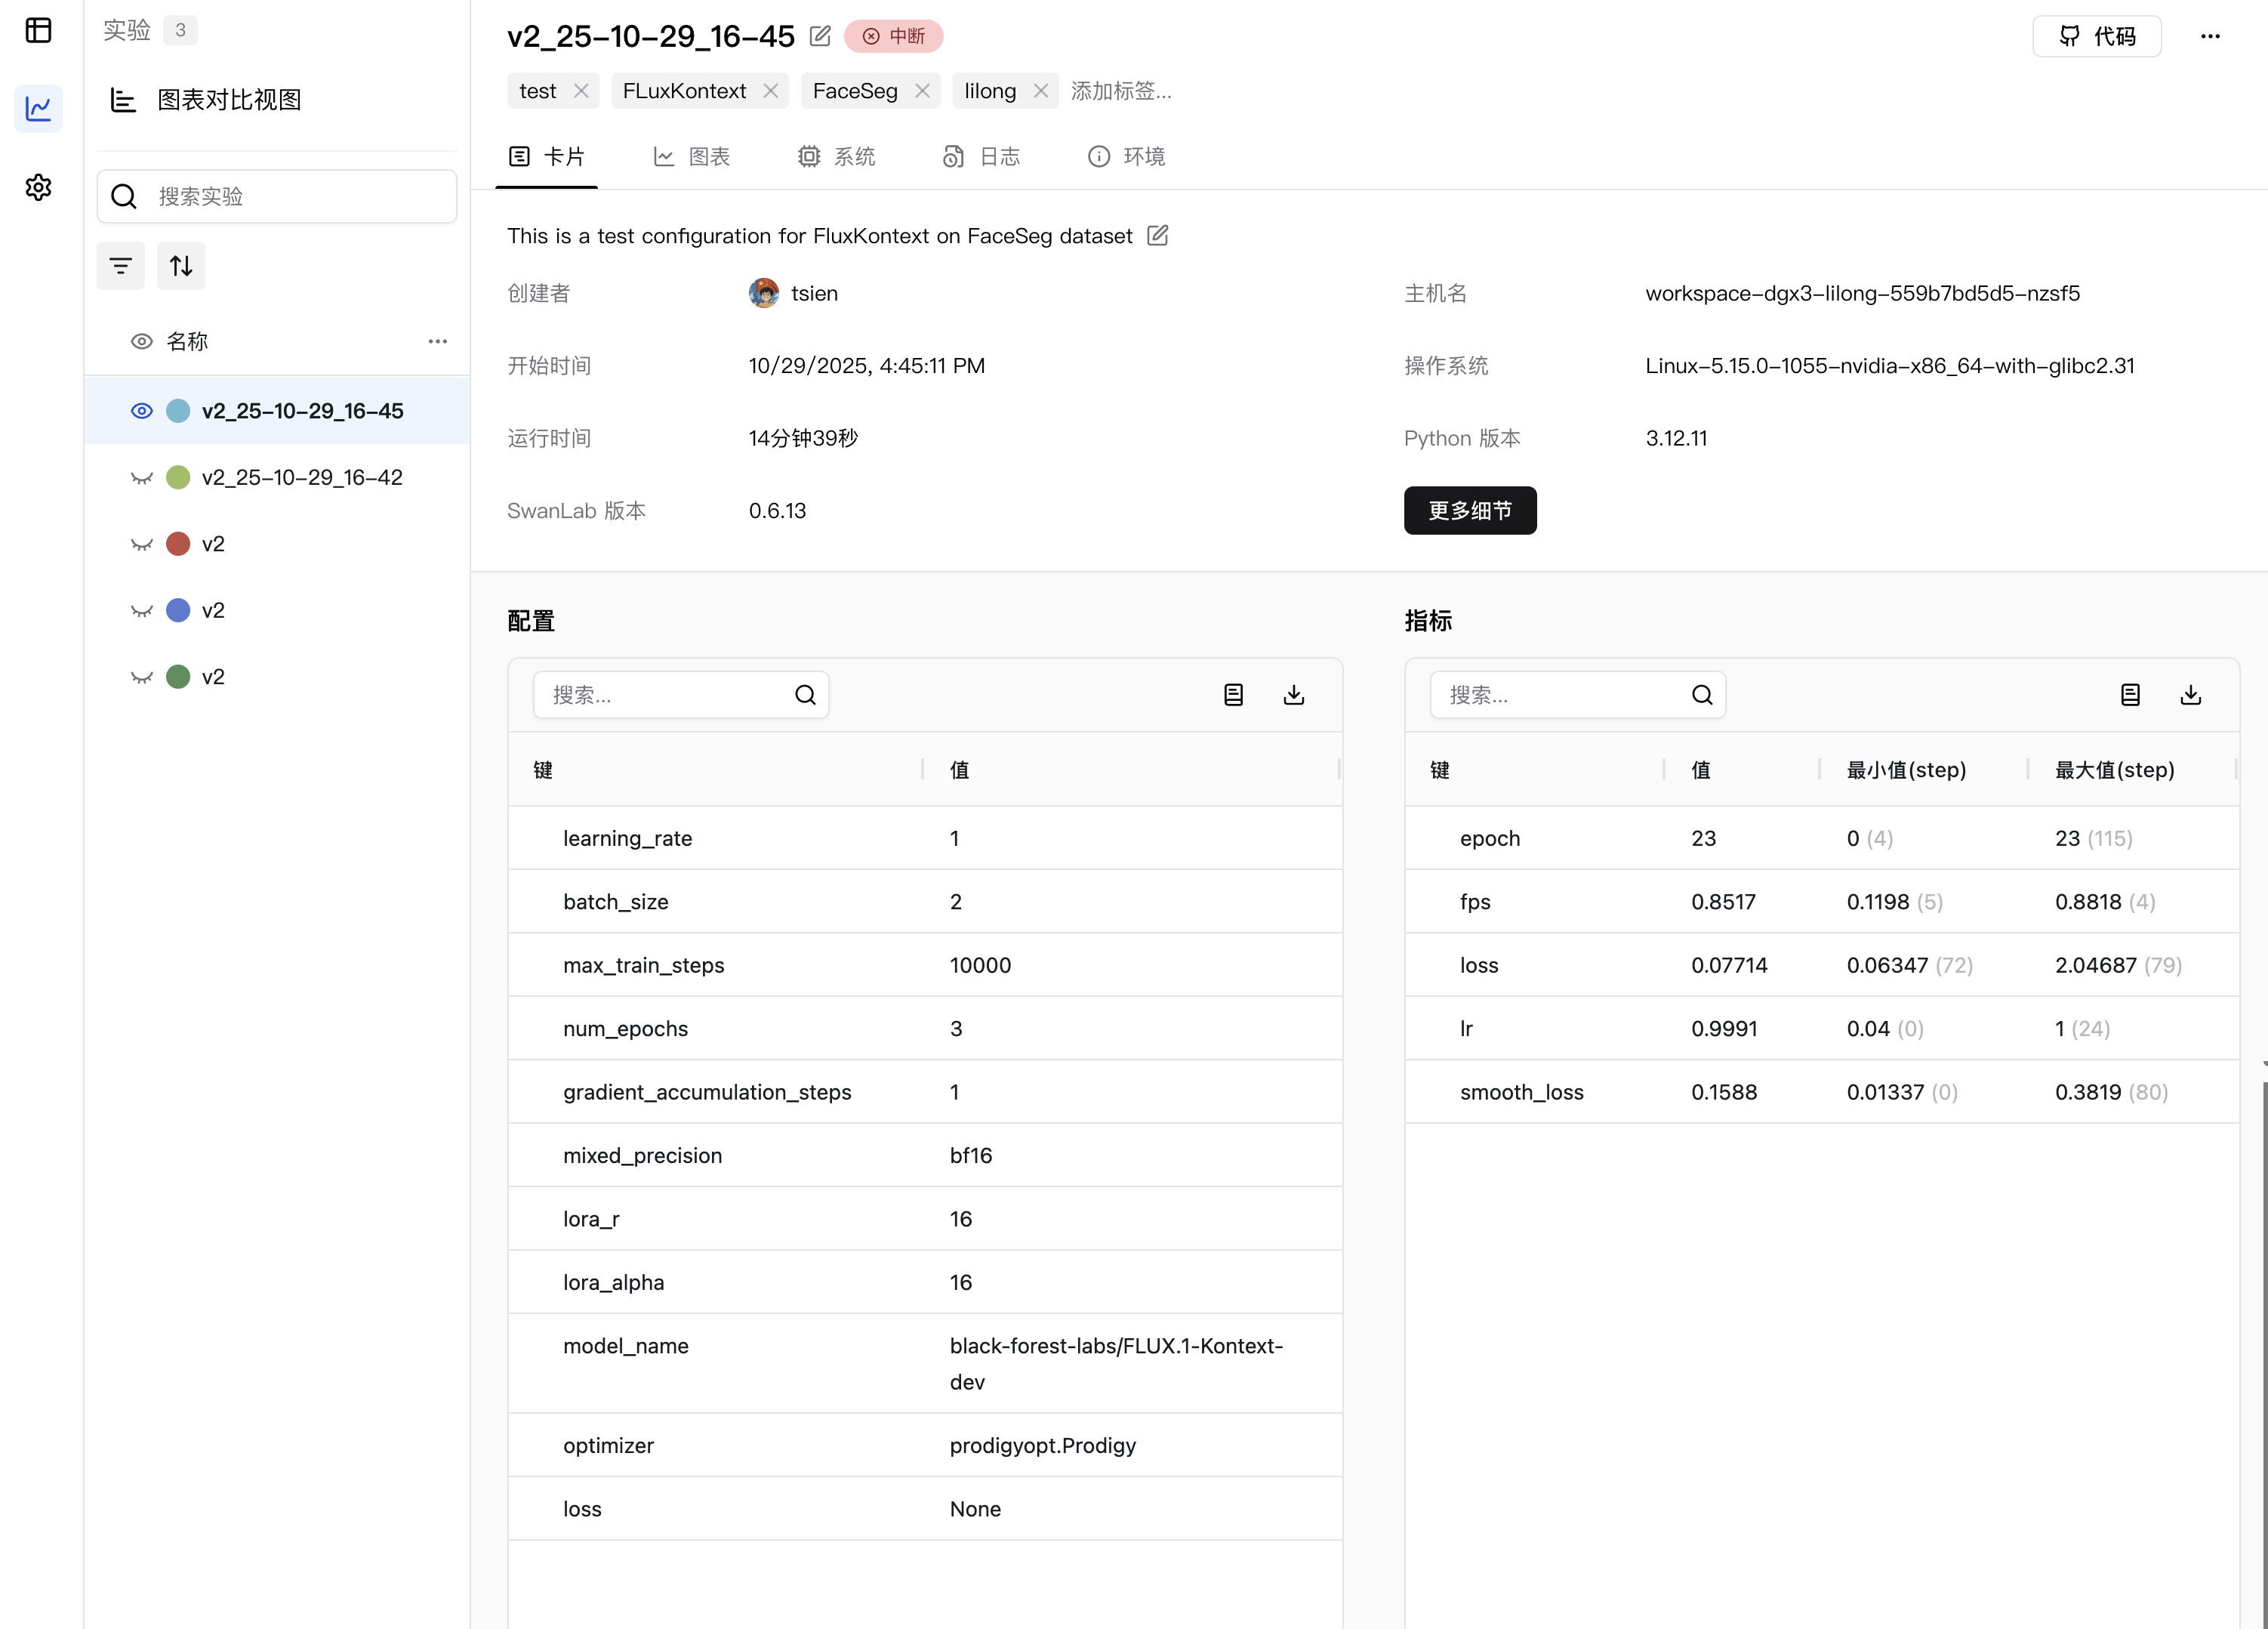 实验 3
图表对比视图
搜索实验
名称
v2_25-10-29_16-45
v2_25-10-29_16-42
v2
v2
v2
v2_25-10-29_16-45 中断
代码
test FLuxKontext FaceSeg lilong 添加标签...
卡片 图表 系统 日志 环境
This is a test configuration for FluxKontext on FaceSeg dataset
创建者 tsien
主机名 workspace-dgx3-lilong-559b7bd5d5-nzsf5
开始时间 10/29/2025, 4:45:11 PM
操作系统 Linux-5.15.0-1055-nvidia-x86_64-with-glibc2.31
运行时间 14分钟39秒
Python 版本 3.12.11
SwanLab 版本 0.6.13
更多细节
配置
搜索...
键 值
learning_rate 1
batch_size 2
max_train_steps 10000
num_epochs 3
gradient_accumulation_steps 1
mixed_precision bf16
lora_r 16
lora_alpha 16
model_name black-forest-labs/FLUX.1-Kontext-
dev
optimizer prodigyopt.Prodigy
loss None
指标
搜索...
键 值 最小值(step) 最大值(step)
epoch 23 0 (4) 23 (115)
fps 0.8517 0.1198 (5) 0.8818 (4)
loss 0.07714 0.06347 (72) 2.04687 (79)
lr 0.9991 0.04 (0) 1 (24)
smooth_loss 0.1588 0.01337 (0) 0.3819 (80)